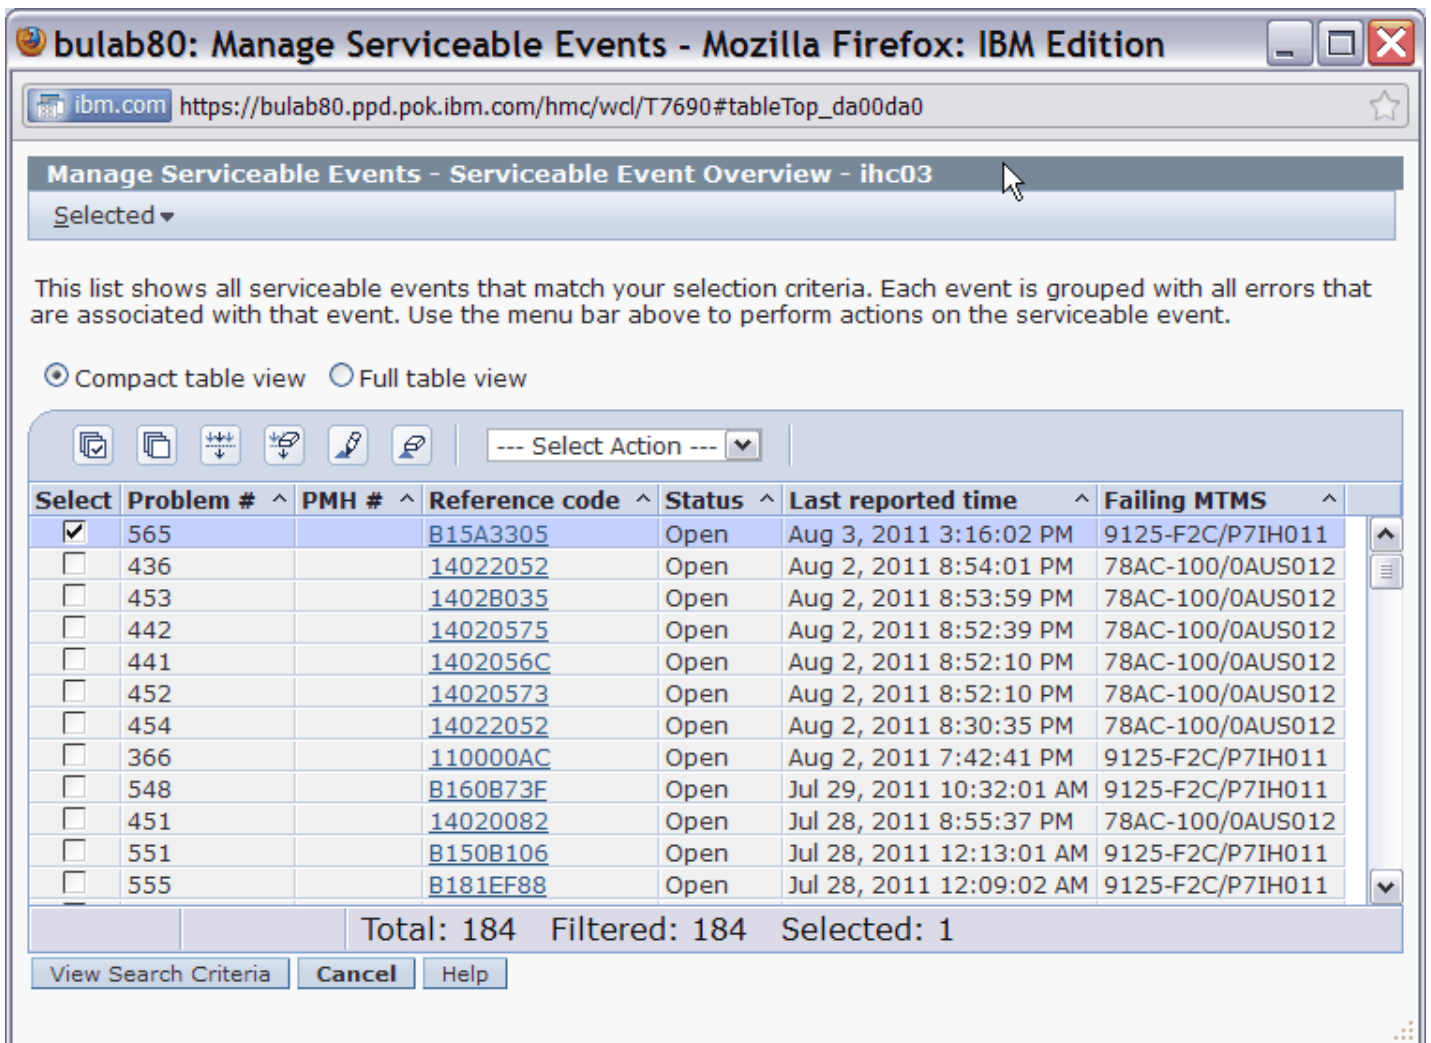 bulab80: Manage Serviceable Events - Mozilla Firefox: IBM Edition
ibm.com https://bulab80.ppd.pok.ibm.com/hmc/wcl/T7690#tableTop_da00da0
Manage Serviceable Events - Serviceable Event Overview - ihc03
Selected
This list shows all serviceable events that match your selection criteria. Each event is grouped with all errors that
are associated with that event. Use the menu bar above to perform actions on the serviceable event.
Compact table view Full table view
--- Select Action ---
Select Problem # ^ PMH # ^ Reference code ^ Status ^ Last reported time ^ Failing MTMS ^
565 B15A3305 Open Aug 3, 2011 3:16:02 PM 9125-F2C/P7IH011
436 14022052 Open Aug 2, 2011 8:54:01 PM 78AC-100/0AUS012
453 1402B035 Open Aug 2, 2011 8:53:59 PM 78AC-100/0AUS012
442 14020575 Open Aug 2, 2011 8:52:39 PM 78AC-100/0AUS012
441 1402056C Open Aug 2, 2011 8:52:10 PM 78AC-100/0AUS012
452 14020573 Open Aug 2, 2011 8:52:10 PM 78AC-100/0AUS012
454 14022052 Open Aug 2, 2011 8:30:35 PM 78AC-100/0AUS012
366 110000AC Open Aug 2, 2011 7:42:41 PM 9125-F2C/P7IH011
548 B160B73F Open Jul 29, 2011 10:32:01 AM 9125-F2C/P7IH011
451 14020082 Open Jul 28, 2011 8:55:37 PM 78AC-100/0AUS012
551 B150B106 Open Jul 28, 2011 12:13:01 AM 9125-F2C/P7IH011
555 B181EF88 Open Jul 28, 2011 12:09:02 AM 9125-F2C/P7IH011
Total: 184 Filtered: 184 Selected: 1
View Search Criteria Cancel Help